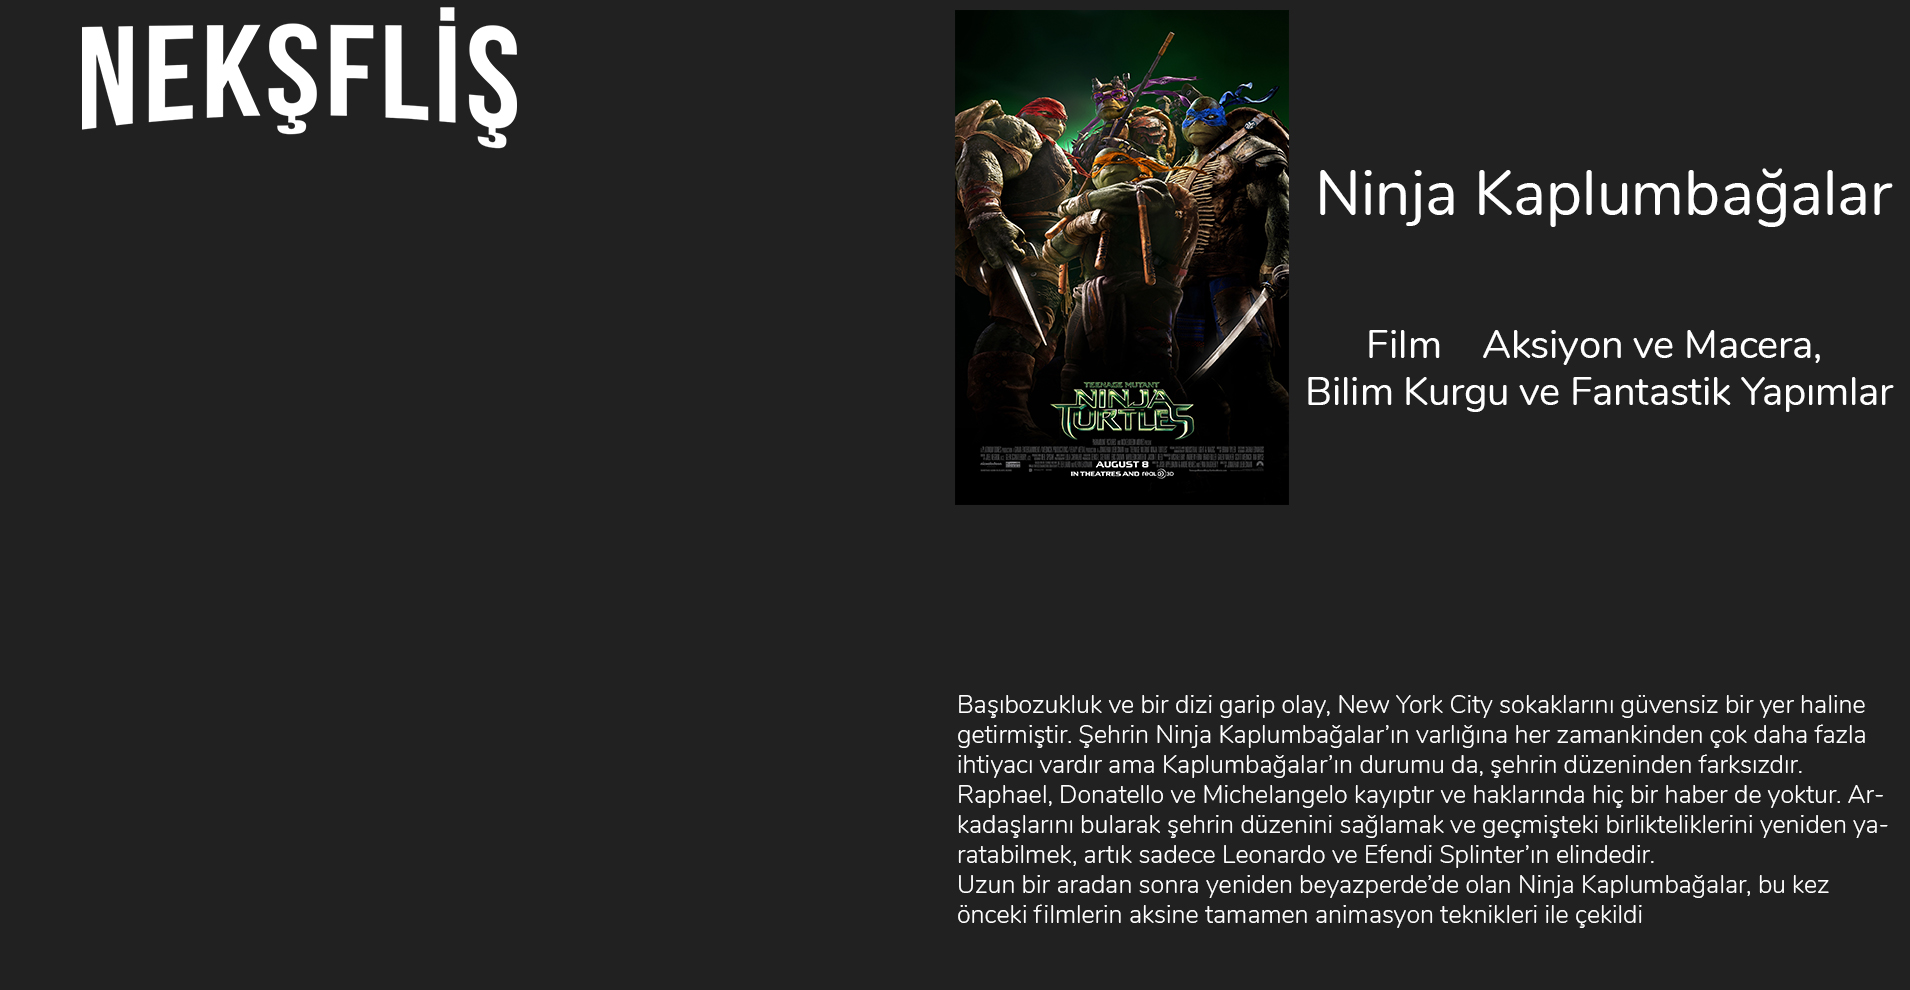 NEKŞFLİŞ
Ninja Kaplumbağalar
Film Aksiyon ve Macera,
Bilim Kurgu ve Fantastik Yapımlar
TEENAGE MUTANT
NINJA
TURTLES
AUGUST 8
IN THEATRES AND REAL D 3D
Başıbozukluk ve bir dizi garip olay, New York City sokaklarını güvensiz bir yer haline
getirmiştir. Şehrin Ninja Kaplumbağalar’ın varlığına her zamankinden çok daha fazla
ihtiyacı vardır ama Kaplumbağalar’ın durumu da, şehrin düzeninden farksızdır.
Raphael, Donatello ve Michelangelo kayıptır ve haklarında hiç bir haber de yoktur. Ar-
kadaşlarını bularak şehrin düzenini sağlamak ve geçmişteki birlikteliklerini yeniden ya-
ratabilmek, artık sadece Leonardo ve Efendi Splinter’ın elindedir.
Uzun bir aradan sonra yeniden beyazperde’de olan Ninja Kaplumbağalar, bu kez
önceki filmlerin aksine tamamen animasyon teknikleri ile çekildi